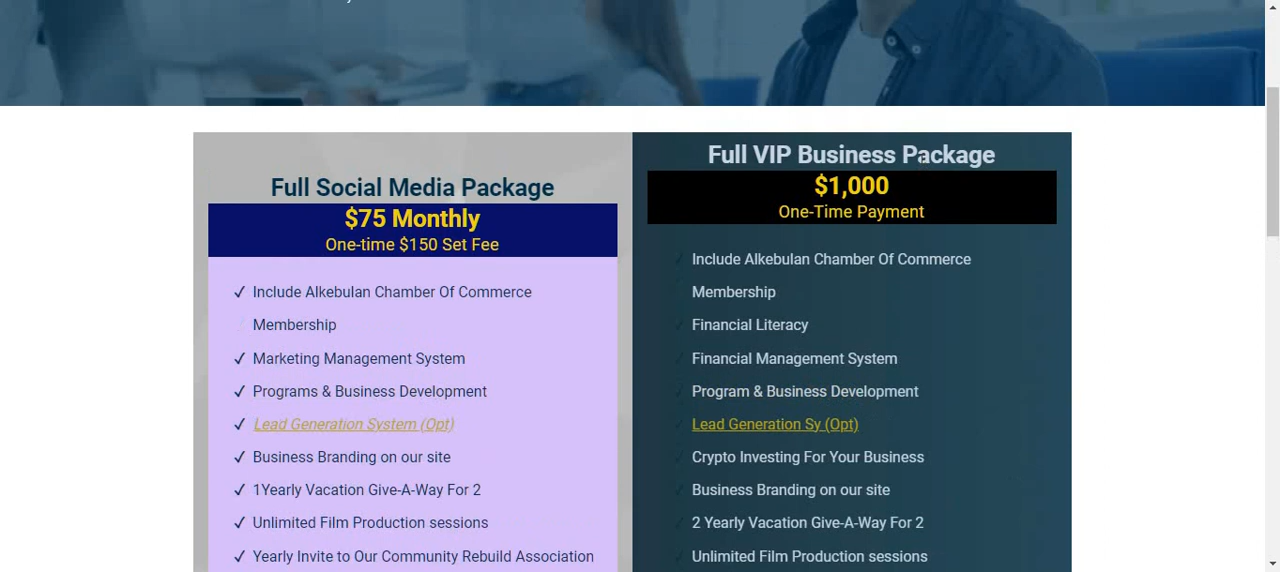 Full Social Media Package
$75 Monthly
One-time $150 Set Fee
✓ Include Alkebulan Chamber Of Commerce
Membership
✓ Marketing Management System
✓ Programs & Business Development
✓ Lead Generation System (Opt)
✓ Business Branding on our site
✓ 1Yearly Vacation Give-A-Way For 2
✓ Unlimited Film Production sessions
✓ Yearly Invite to Our Community Rebuild Association
Full VIP Business Package
$1,000
One-Time Payment
✓ Include Alkebulan Chamber Of Commerce
Membership
✓ Financial Literacy
✓ Financial Management System
✓ Program & Business Development
✓ Lead Generation Sy (Opt)
✓ Crypto Investing For Your Business
✓ Business Branding on our site
✓ 2 Yearly Vacation Give-A-Way For 2
✓ Unlimited Film Production sessions